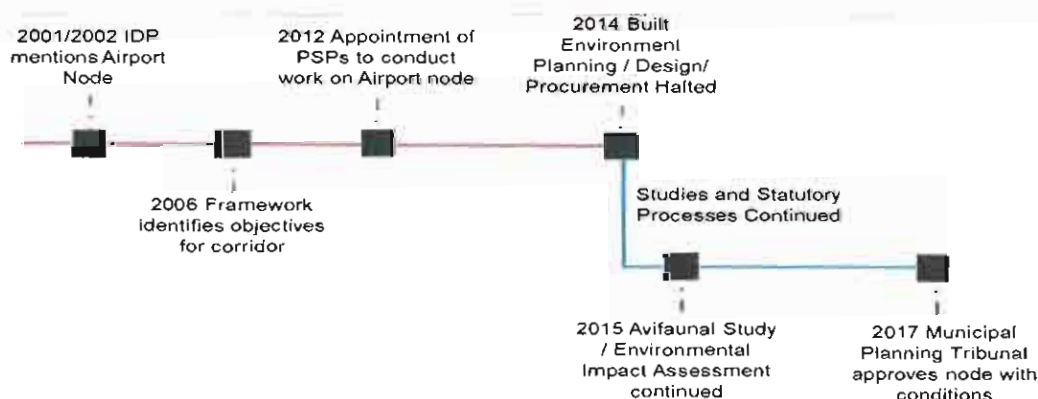 2001/2002 IDP
mentions Airport
Node
2012 Appointment of
PSPs to conduct
work on Airport node
2014 Built
Environment
Planning / Design/
Procurement Halted
2006 Framework
identifies objectives
for corridor
Studies and Statutory
Processes Continued
2015 Avifaunal Study
/ Environmental
Impact Assessment
continued
2017 Municipal
Planning Tribunal
approves node with
conditions